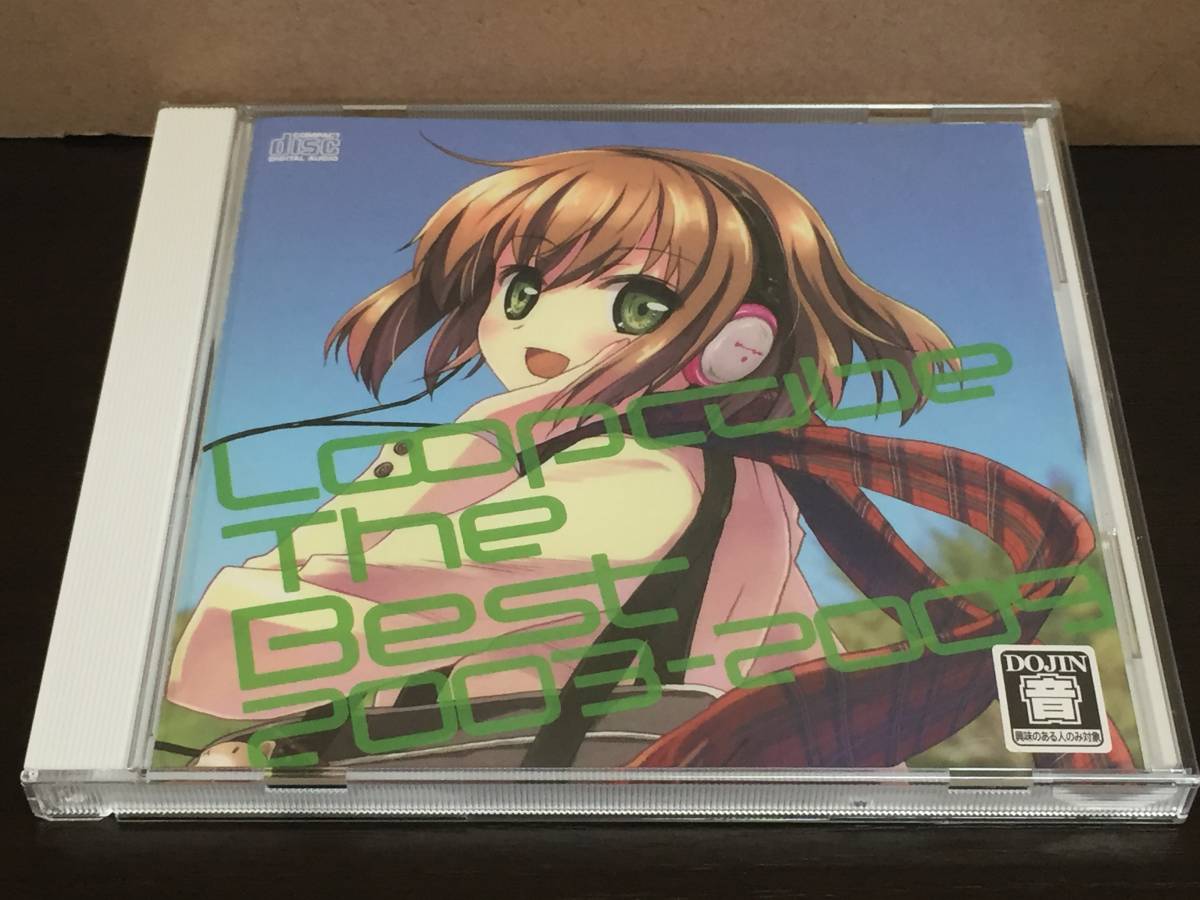 COMPACT
disc
DIGITAL AUDIO
Loopcube
The
Best
2003-2009
DOJIN
音
興味のある人のみ対象